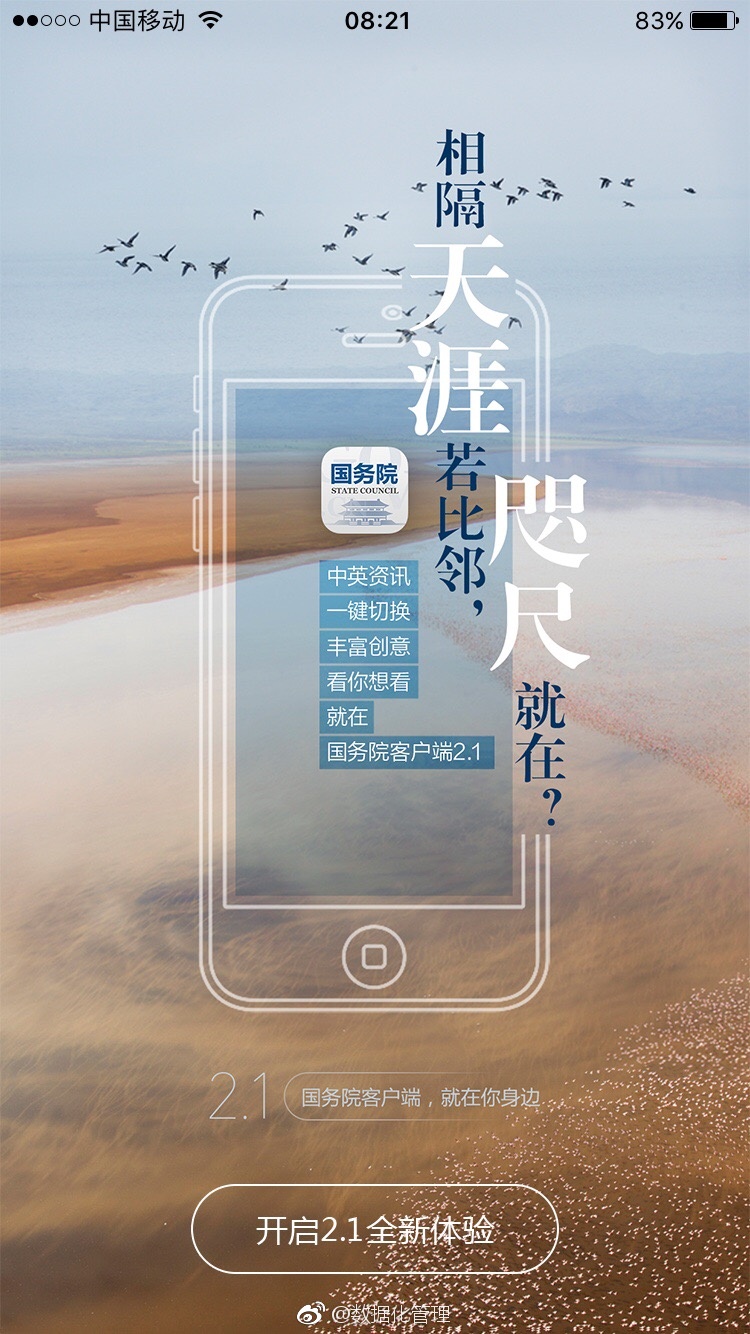 中国移动 08:21 83%
相隔天涯若比邻，
咫尺就在？
国务院
STATE COUNCIL
中英资讯
一键切换
丰富创意
看你想看
就在
国务院客户端2.1
2.1 国务院客户端，就在你身边
开启2.1全新体验
@数据化管理